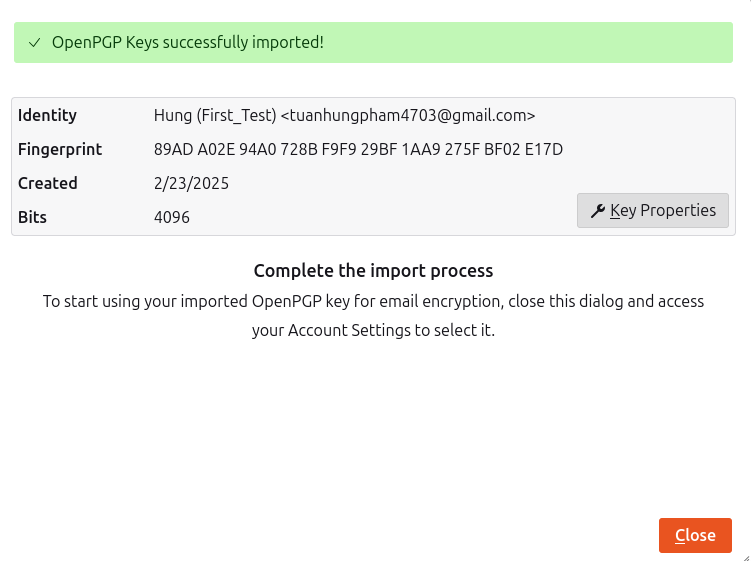 OpenPGP Keys successfully imported!
Identity Hung (First_Test) <tuanhungpham4703@gmail.com>
Fingerprint 89AD A02E 94A0 728B F9F9 29BF 1AA9 275F BF02 E17D
Created 2/23/2025
Bits 4096
Key Properties
Complete the import process
To start using your imported OpenPGP key for email encryption, close this dialog and access
your Account Settings to select it.
Close